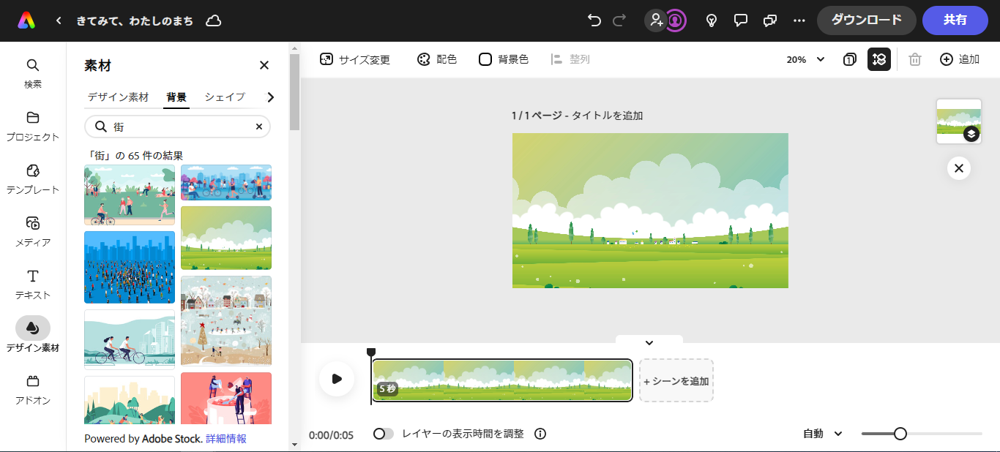 きてみて、わたしのまち
ダウンロード
共有
検索
プロジェクト
テンプレート
メディア
テキスト
デザイン素材
アドオン
素材
デザイン素材 背景 シェイプ
街
「街」の 65 件の結果
Powered by Adobe Stock. 詳細情報
サイズ変更 配色 背景色 整列
20%
1
追加
1 / 1 ページ - タイトルを追加
5 秒
+ シーンを追加
0:00/0:05
レイヤーの表示時間を調整
自動